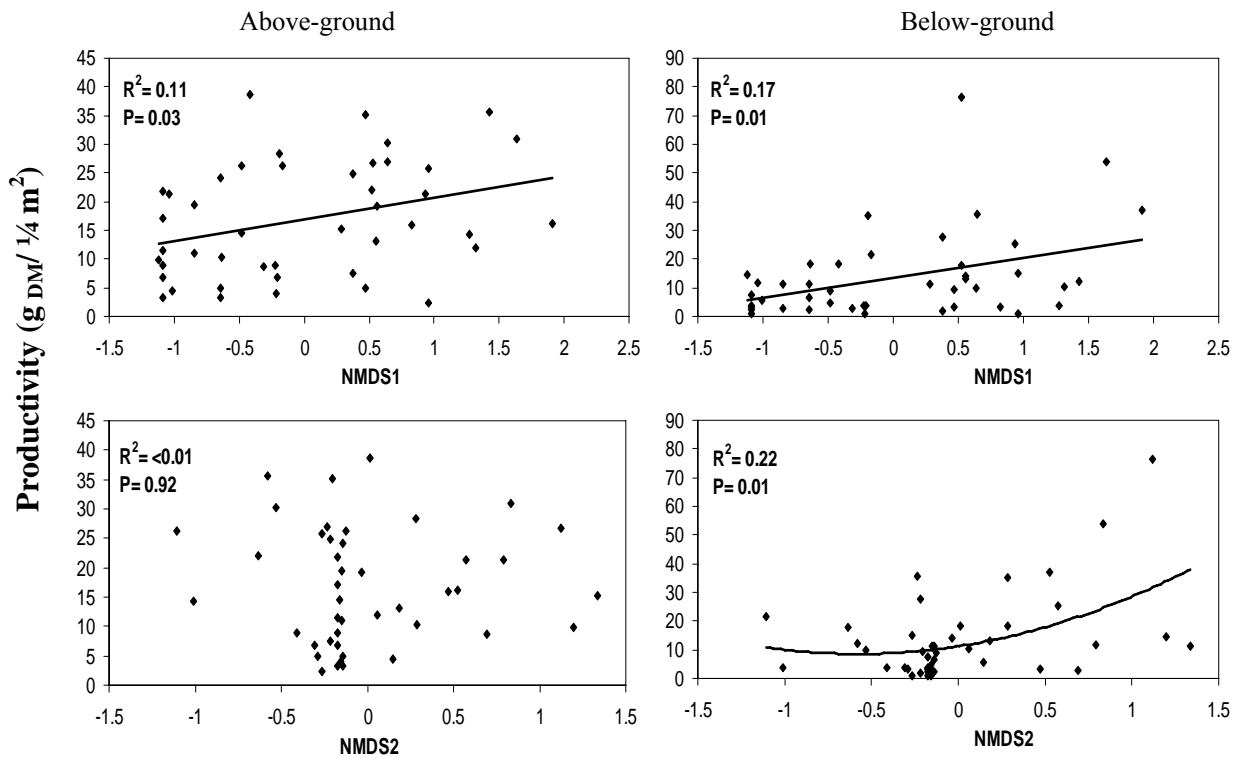 Above-ground
Below-ground
Productivity (g DM/ ¼ m²)
45
40
35
30
25
20
15
10
5
0
R²= 0.11
P= 0.03
-1.5 -1 -0.5 0 0.5 1 1.5 2 2.5
NMDS1
90
80
70
60
50
40
30
20
10
0
R²= 0.17
P= 0.01
-1.5 -1 -0.5 0 0.5 1 1.5 2 2.5
NMDS1
45
40
35
30
25
20
15
10
5
0
R²= <0.01
P= 0.92
-1.5 -1 -0.5 0 0.5 1 1.5
NMDS2
90
80
70
60
50
40
30
20
10
0
R²= 0.22
P= 0.01
-1.5 -1 -0.5 0 0.5 1 1.5
NMDS2